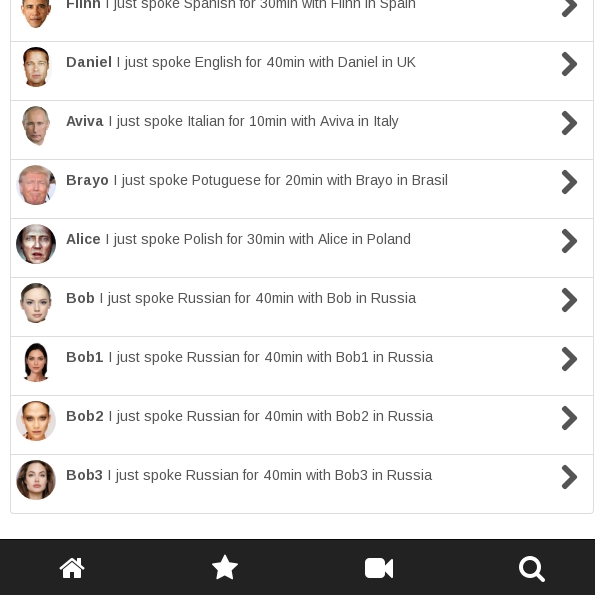 Flinn I just spoke Spanish for 30min with Flinn in Spain
Daniel I just spoke English for 40min with Daniel in UK
Aviva I just spoke Italian for 10min with Aviva in Italy
Brayo I just spoke Potuguese for 20min with Brayo in Brasil
Alice I just spoke Polish for 30min with Alice in Poland
Bob I just spoke Russian for 40min with Bob in Russia
Bob1 I just spoke Russian for 40min with Bob1 in Russia
Bob2 I just spoke Russian for 40min with Bob2 in Russia
Bob3 I just spoke Russian for 40min with Bob3 in Russia